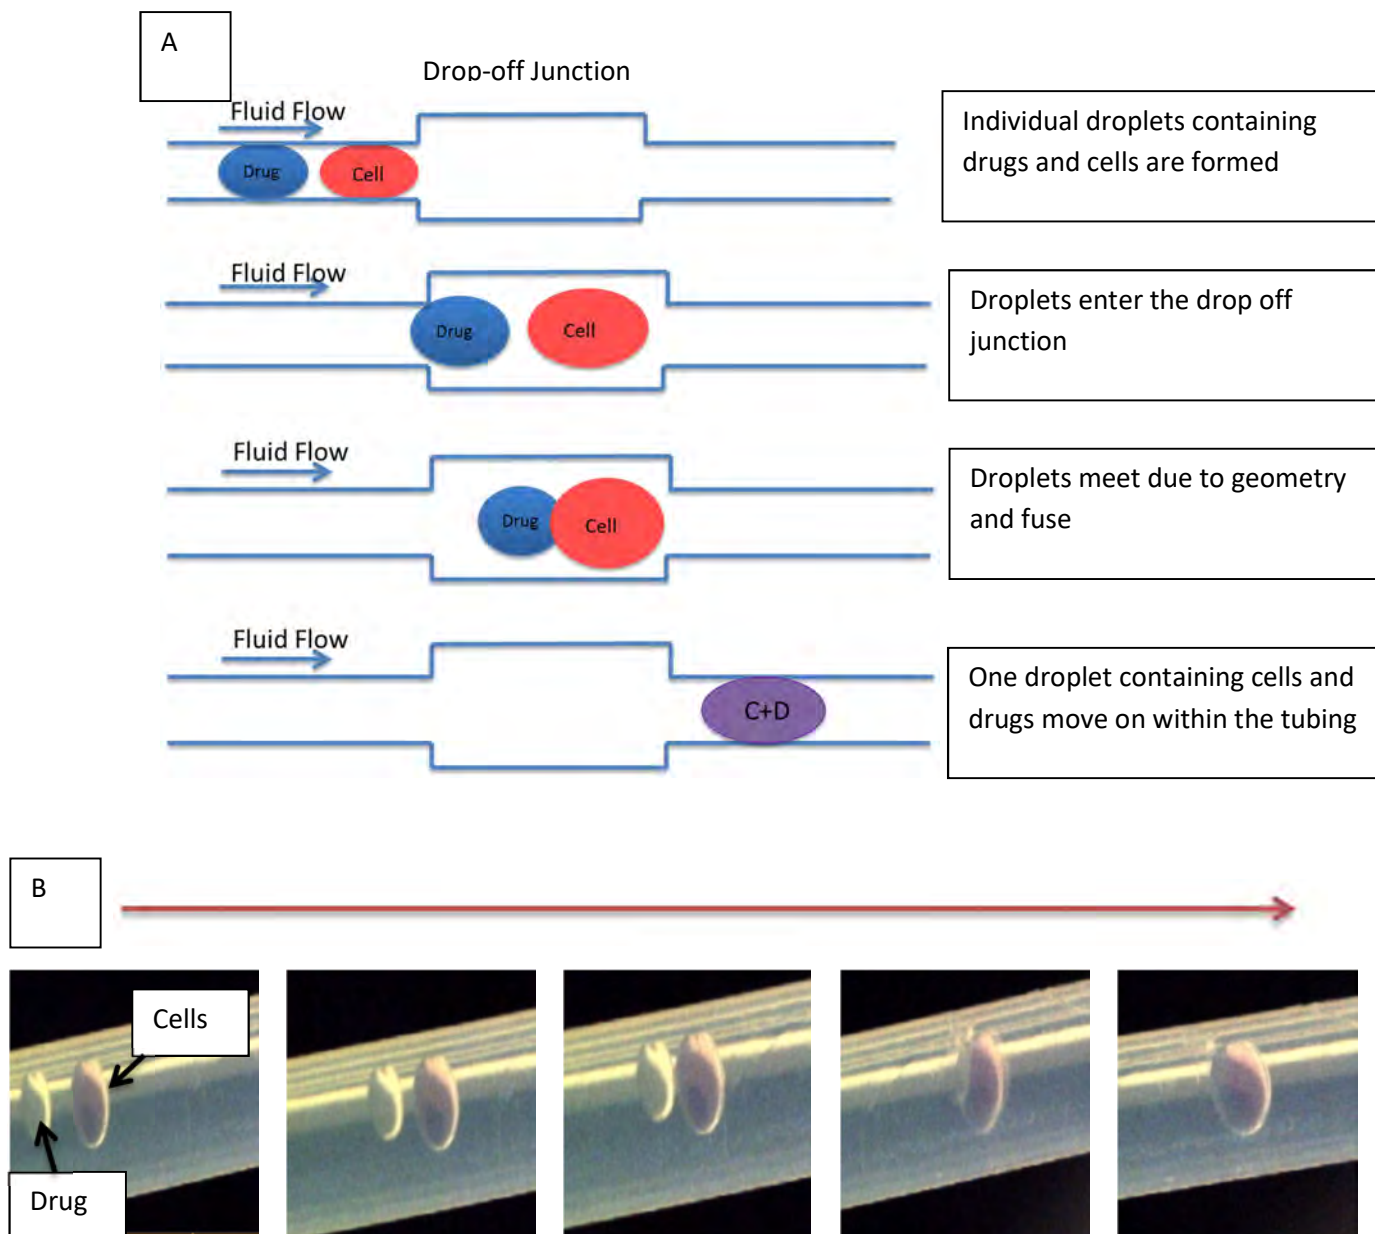 A
Drop-off Junction
Fluid Flow
Drug
Cell
Individual droplets containing
drugs and cells are formed
Fluid Flow
Drug
Cell
Droplets enter the drop off
junction
Fluid Flow
Drug
Cell
Droplets meet due to geometry
and fuse
Fluid Flow
C+D
One droplet containing cells and
drugs move on within the tubing
B
Cells
Drug